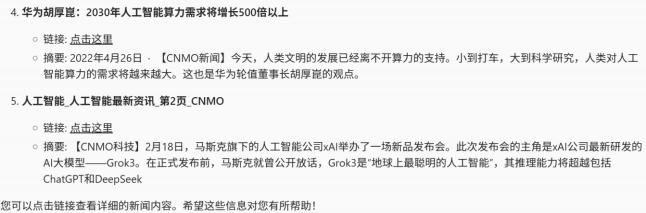 4. 华为胡厚崑：2030年人工智能算力需求将增长500倍以上
○ 链接: 点击这里
○ 摘要: 2022年4月26日 · 【CNMO新闻】今天，人类文明的发展已经离不开算力的支持。小到打车，大到科学研究，人类对人
工智能算力的需求将越来越大。这也是华为轮值董事长胡厚崑的观点。
5. 人工智能_人工智能最新资讯_第2页_CNMO
○ 链接: 点击这里
○ 摘要: 【CNMO科技】2月18日，马斯克旗下的人工智能公司xAI举办了一场新品发布会。此次发布会的主角是xAI公司最新研发的
AI大模型——Grok3。在正式发布前，马斯克就曾公开放话，Grok3是“地球上最聪明的人工智能”，其推理能力将超越包括
ChatGPT和DeepSeek
您可以点击链接查看详细的新闻内容。希望这些信息对您有所帮助！